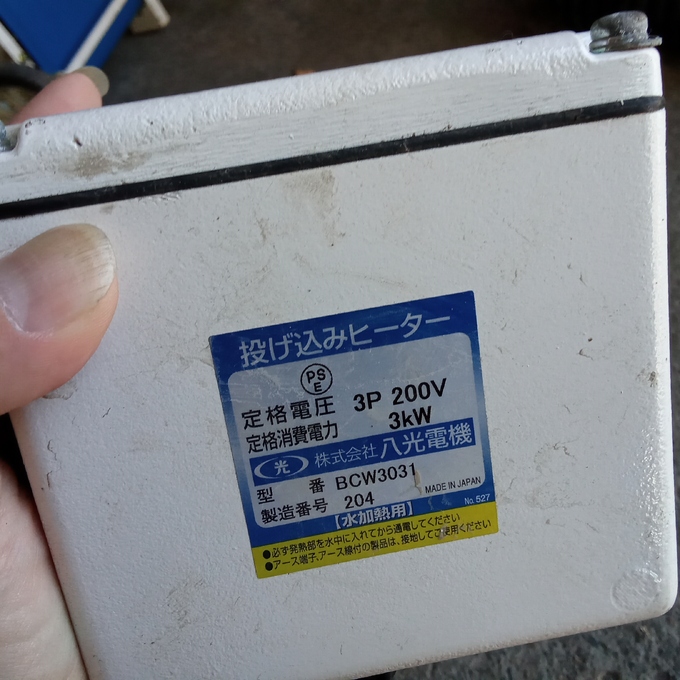 投げ込みヒーター
PS
E
定格電圧 3P 200V
定格消費電力 3kW
光 株式会社 八光電機
型 番 BCW3031
製造番号 204 MADE IN JAPAN
【水加熱用】 No.527
●必ず発熱部を水中に入れてから通電してください
●アース端子、アース線付の製品は、接地してご使用ください